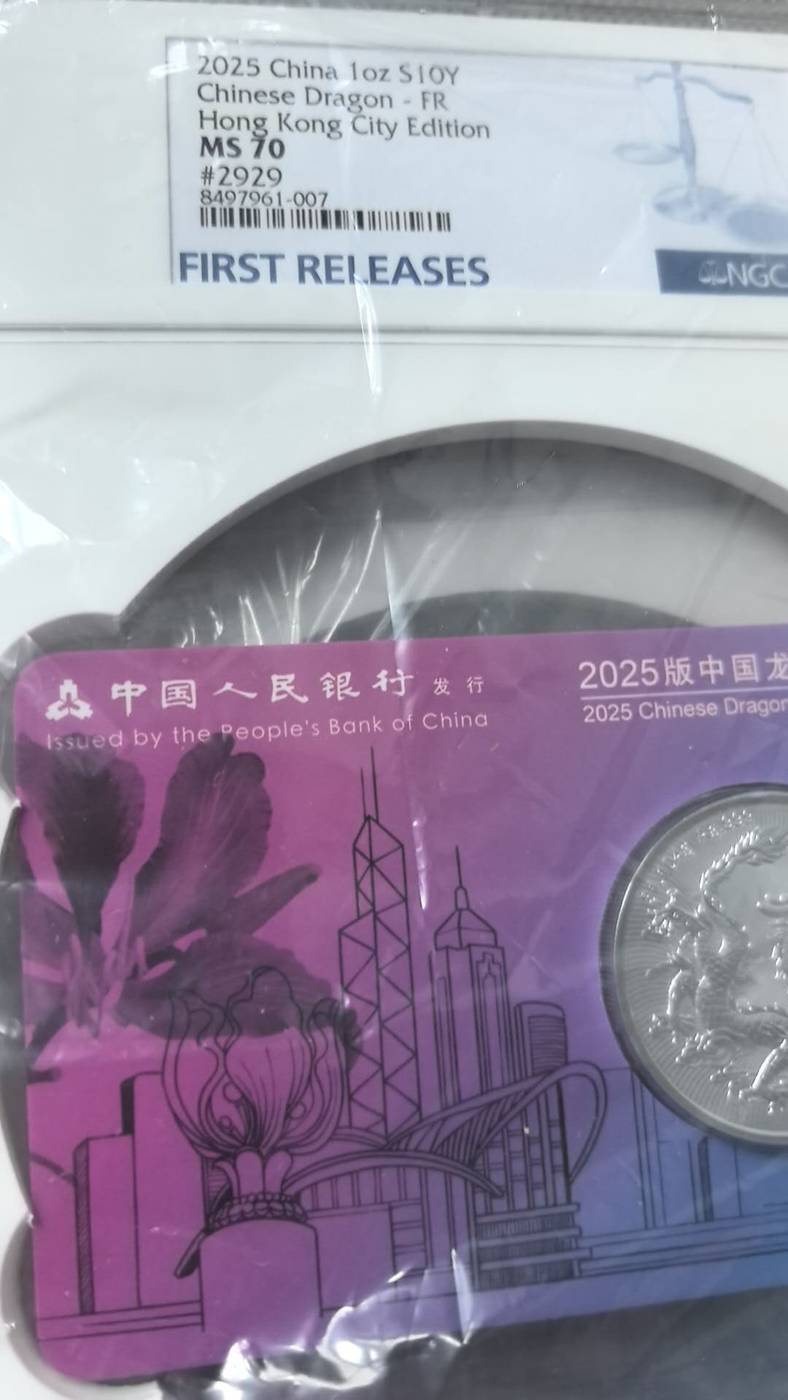 2025 China 1oz S10Y
Chinese Dragon - FR
Hong Kong City Edition
MS 70
#2929
8497961-007
FIRST RELEASES
NGC
中国人民银行 发行
Issued by the People's Bank of China
2025版中国龙
2025 Chinese Dragon